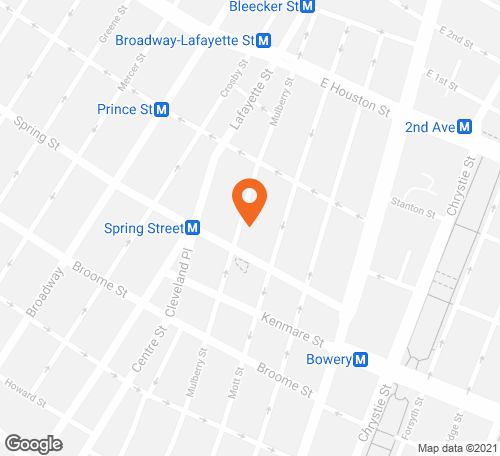 Bleecker St M
Greene St
E 2nd St
Broadway-Lafayette St M
Mercer St
Crosby St
E 1st St
Lafayette St
Mulberry St
E Houston St
Prince St M
2nd Ave M
Spring St
Chrystie St
Stanton St
Spring Street M
Broome St
Broadway
Cleveland Pl
Kenmare St
Centre St
Bowery M
Mulberry St
Mott St
Broome St
Howard St
Chrystie St
Forsyth St
dge St
Google
Map data ©2021